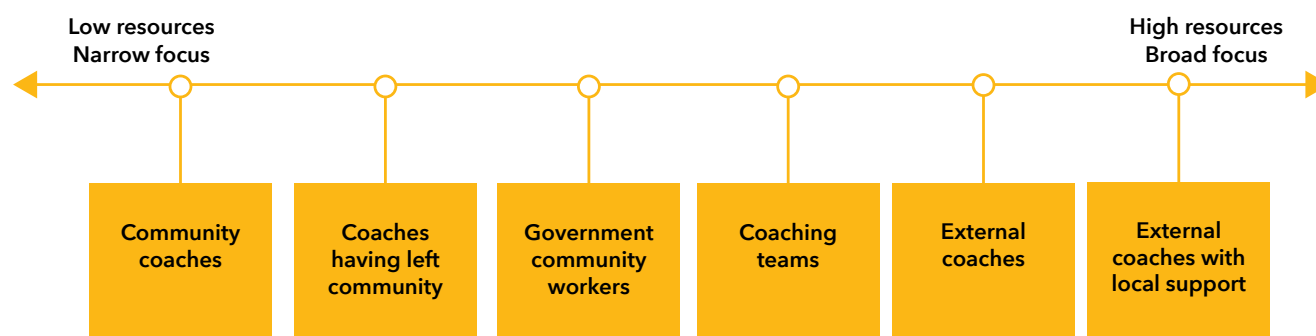 Low resources
Narrow focus
High resources
Broad focus
Community
coaches
Coaches
having left
community
Government
community
workers
Coaching
teams
External
coaches
External
coaches with
local support